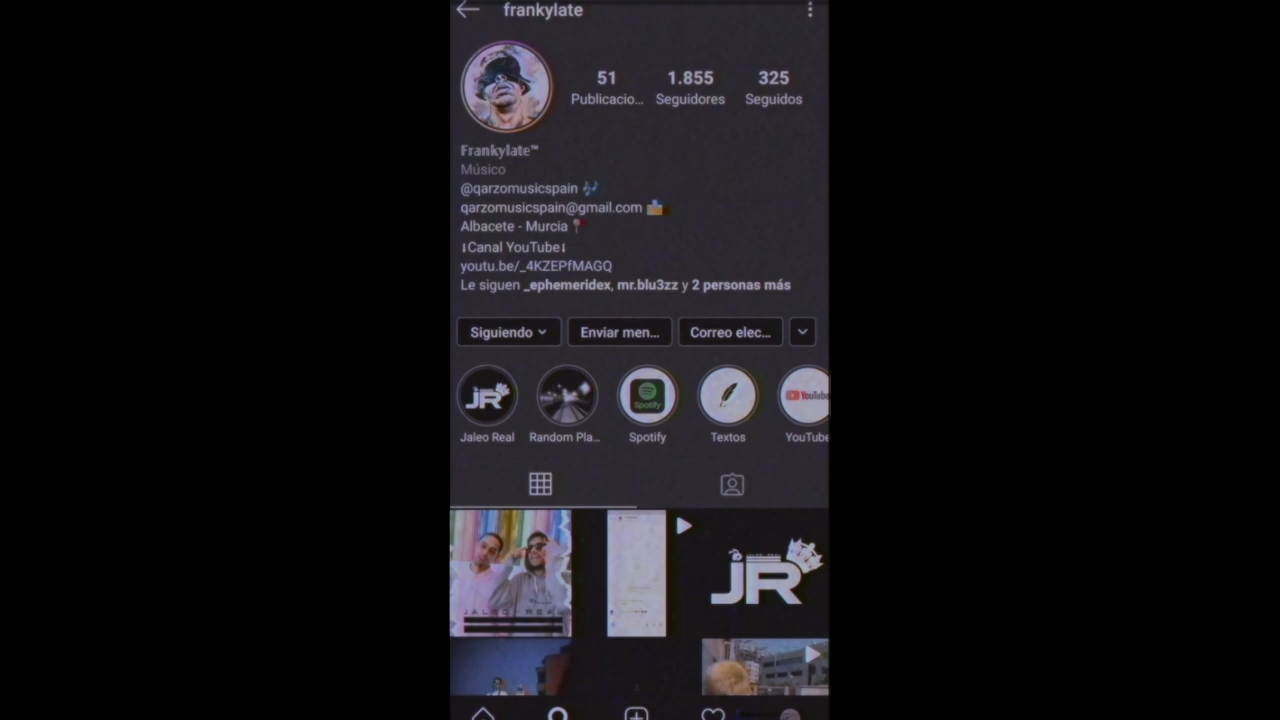 frankylate
51 1.855 325
Publicacio... Seguidores Seguidos
Frankylate™
Músico
@qarzomusicspain 🎶
qarzomusicspain@gmail.com
Albacete - Murcia 📍
⭳Canal YouTube⭳
youtu.be/_4KZEPfMAGQ
Le siguen _ephemeridex, mr.blu3zz y 2 personas más
Siguiendo Enviar men... Correo elec...
JR Spotify YouTube
Jaleo Real Random Pla... Spotify Textos YouTube
JALEO REAL
JR